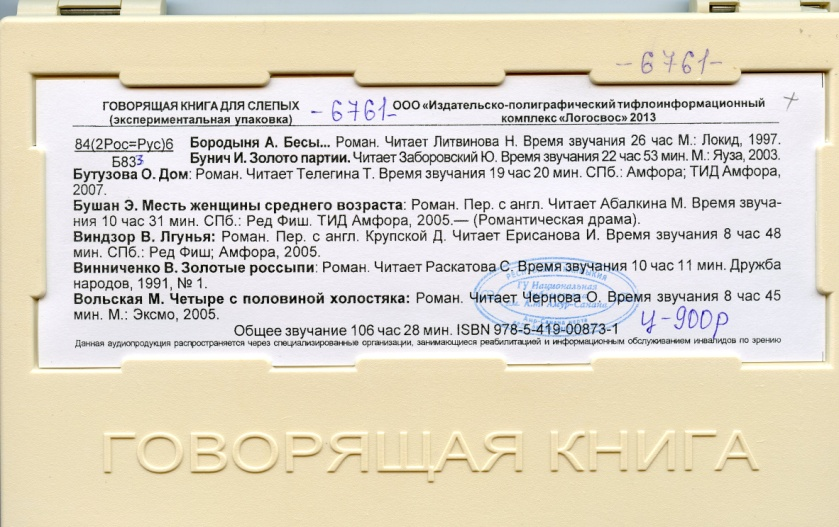 -6761-
ГОВОРЯЩАЯ КНИГА ДЛЯ СЛЕПЫХ
(экспериментальная упаковка)
-6761-
ООО «Издательско-полиграфический тифлоинформационный
комплекс «Логосвос» 2013
84(2Рос=Рус)6
Б833
Бородыня А. Бесы... Роман. Читает Литвинова Н. Время звучания 26 час М.: Локид, 1997.
Бунич И. Золото партии. Читает Заборовский Ю. Время звучания 22 час 53 мин. М.: Яуза, 2003.
Бутузова О. Дом: Роман. Читает Телегина Т. Время звучания 19 час 20 мин. СПб.: Амфора; ТИД Амфора,
2007.
Бушан Э. Месть женщины среднего возраста: Роман. Пер. с англ. Читает Абалкина М. Время звуча-
ния 10 час 31 мин. СПб.: Ред Фиш. ТИД Амфора, 2005.— (Романтическая драма).
Виндзор В. Лгунья: Роман. Пер. с англ. Крупской Д. Читает Ерисанова И. Время звучания 8 час 48
мин. СПб.: Ред Фиш; Амфора, 2005.
Винниченко В. Золотые россыпи: Роман. Читает Раскатова С. Время звучания 10 час 11 мин. Дружба
народов, 1991, № 1.
Вольская М. Четыре с половиной холостяка: Роман. Читает Чернова О. Время звучания 8 час 45
мин. М.: Эксмо, 2005.
Общее звучание 106 час 28 мин. ISBN 978-5-419-00873-1
ц-900р
ГУ Национальная
им. А.М. Амур-Санана
Данная аудиопродукция распространяется через специализированные организации, занимающиеся реабилитацией и информационным обслуживанием инвалидов по зрению
ГОВОРЯЩАЯ КНИГА